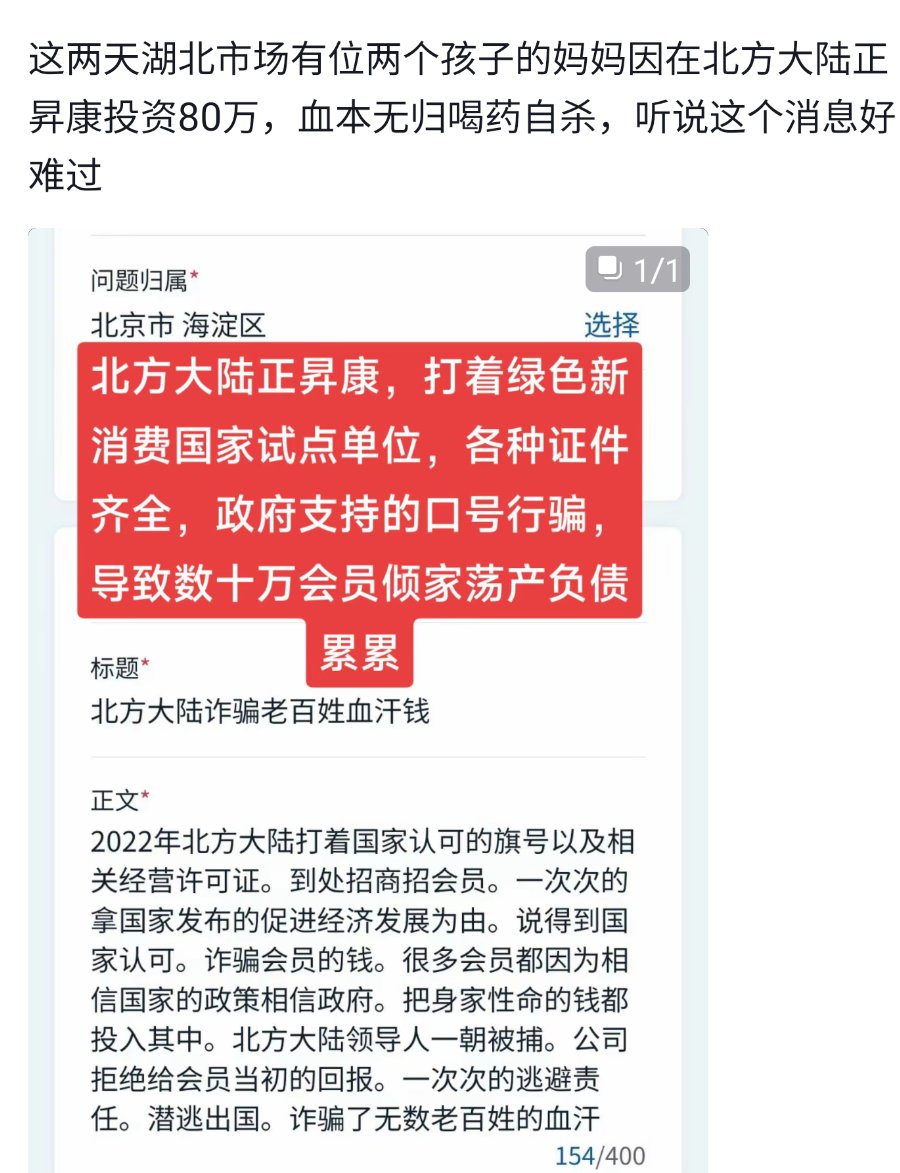 这两天湖北市场有位两个孩子的妈妈因在北方大陆正
昇康投资80万，血本无归喝药自杀，听说这个消息好
难过
1/1
问题归属*
北京市 海淀区
选择
北方大陆正昇康，打着绿色新
消费国家试点单位，各种证件
齐全，政府支持的口号行骗，
导致数十万会员倾家荡产负债
累累
标题*
北方大陆诈骗老百姓血汗钱
正文*
2022年北方大陆打着国家认可的旗号以及相
关经营许可证。到处招商招会员。一次次的
拿国家发布的促进经济发展为由。说得到国
家认可。诈骗会员的钱。很多会员都因为相
信国家的政策相信政府。把身家性命的钱都
投入其中。北方大陆领导人一朝被捕。公司
拒绝给会员当初的回报。一次次的逃避责
任。潜逃出国。诈骗了无数老百姓的血汗
154/400